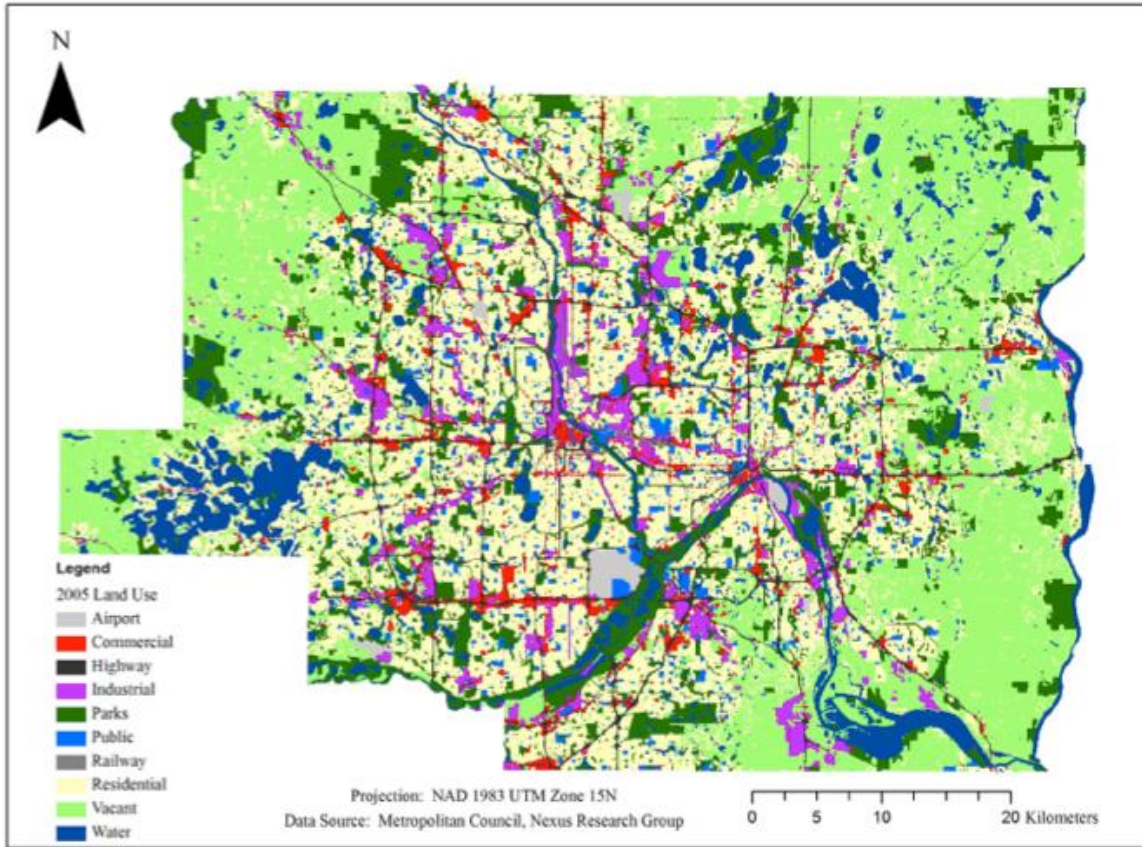 N
Legend
2005 Land Use
Airport
Commercial
Highway
Industrial
Parks
Public
Railway
Residential
Vacant
Water
Projection: NAD 1983 UTM Zone 15N
Data Source: Metropolitan Council, Nexus Research Group
0 5 10 20 Kilometers